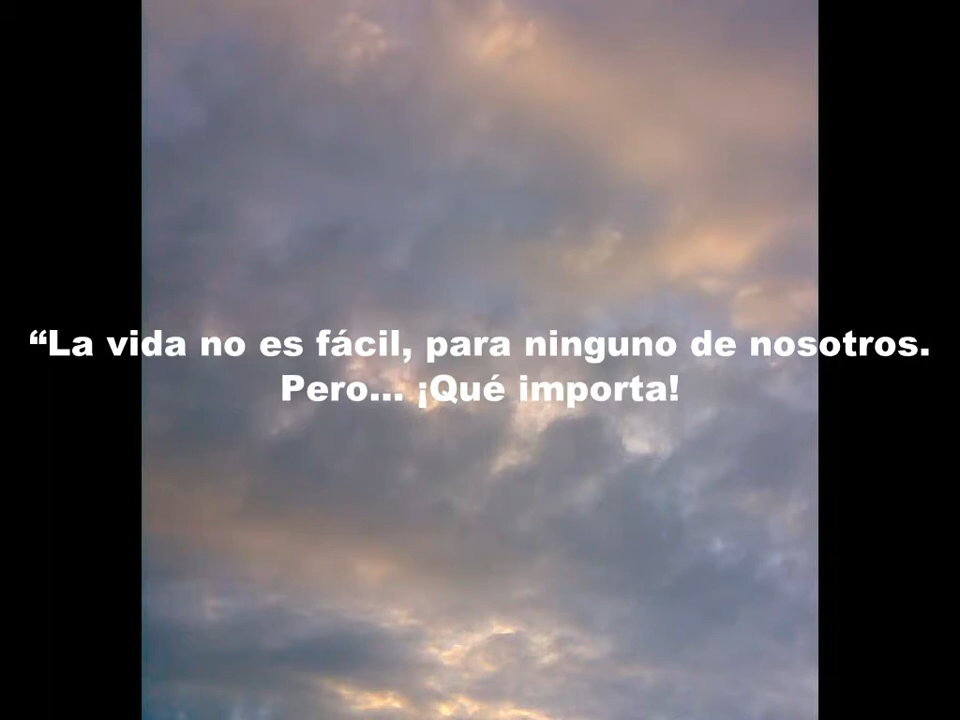 “La vida no es fácil, para ninguno de nosotros.
Pero... ¡Qué importa!